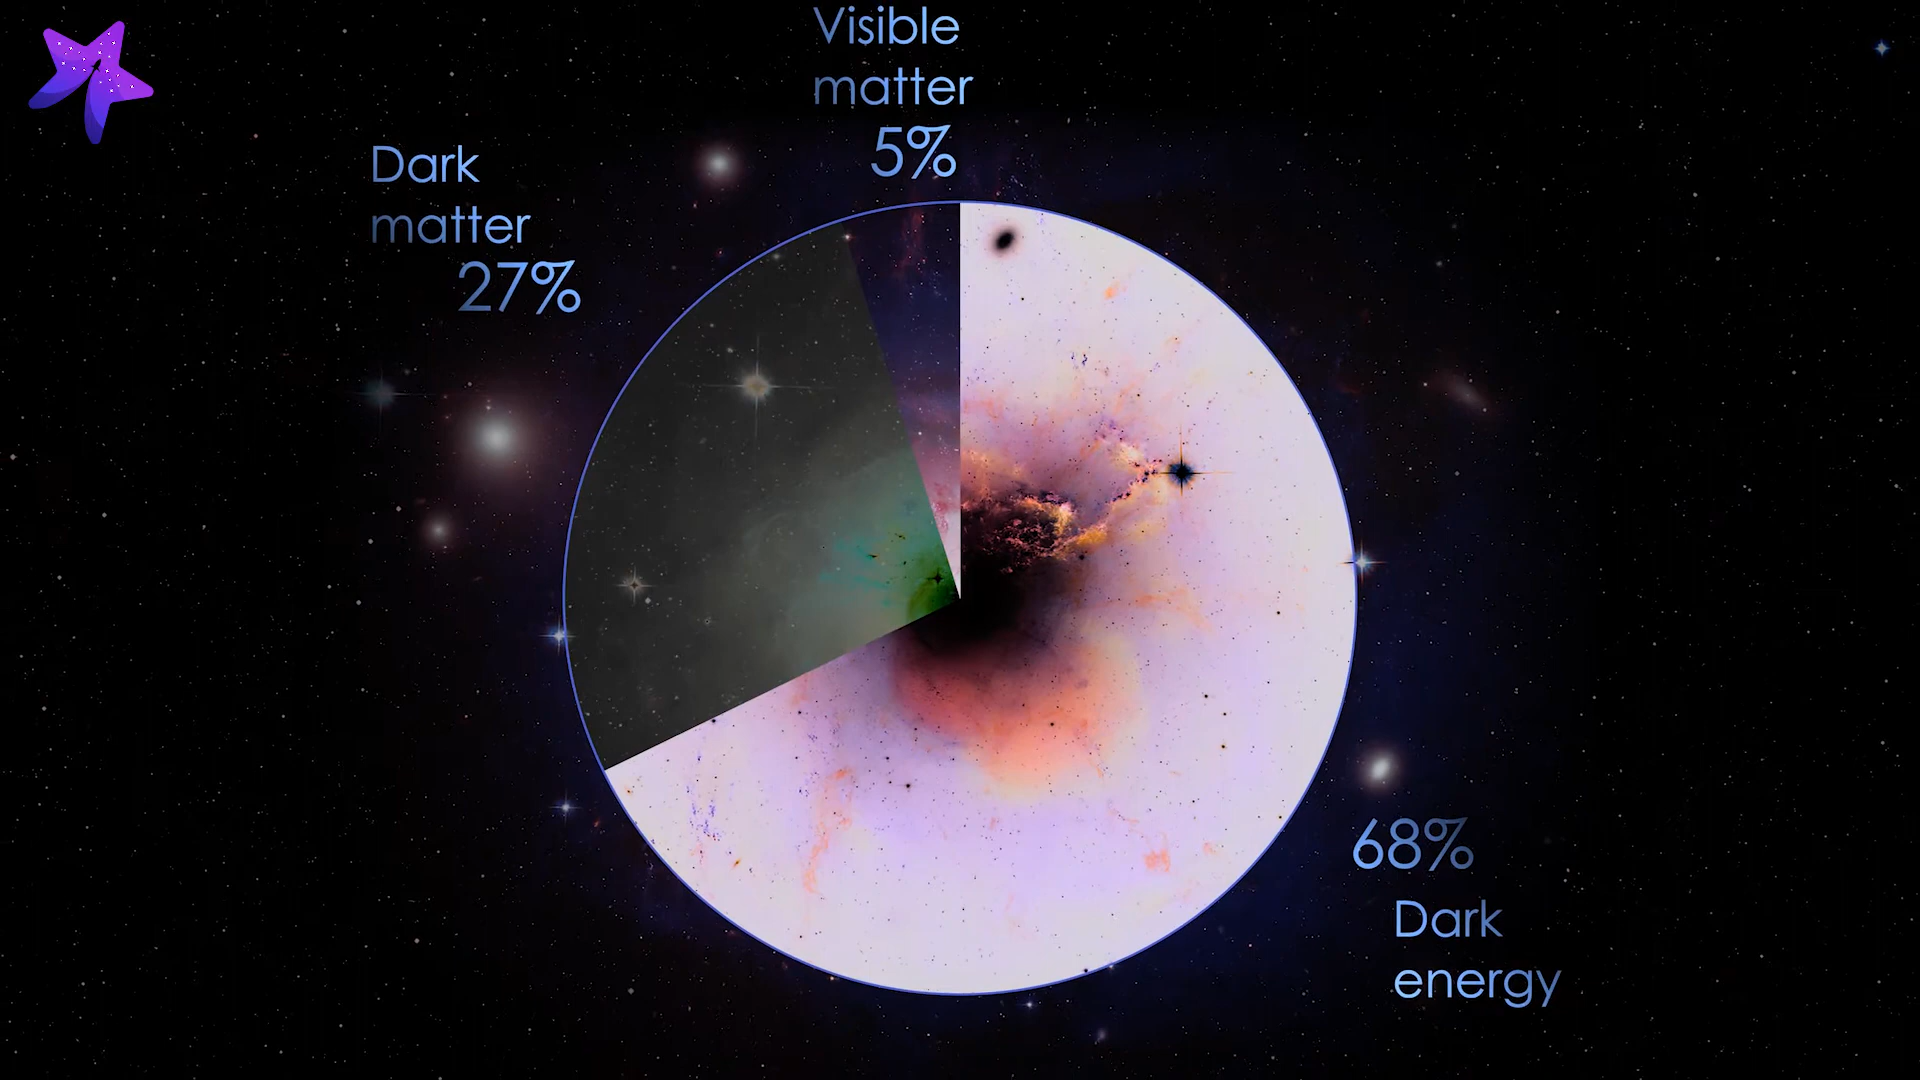 Visible
matter
5%
Dark
matter
27%
68%
Dark
energy